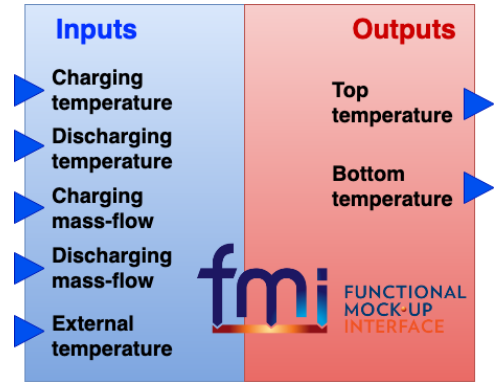 Inputs
Outputs
Charging
temperature
Discharging
temperature
Charging
mass-flow
Discharging
mass-flow
External
temperature
Top
temperature
Bottom
temperature
fmi
FUNCTIONAL
MOCK-UP
INTERFACE